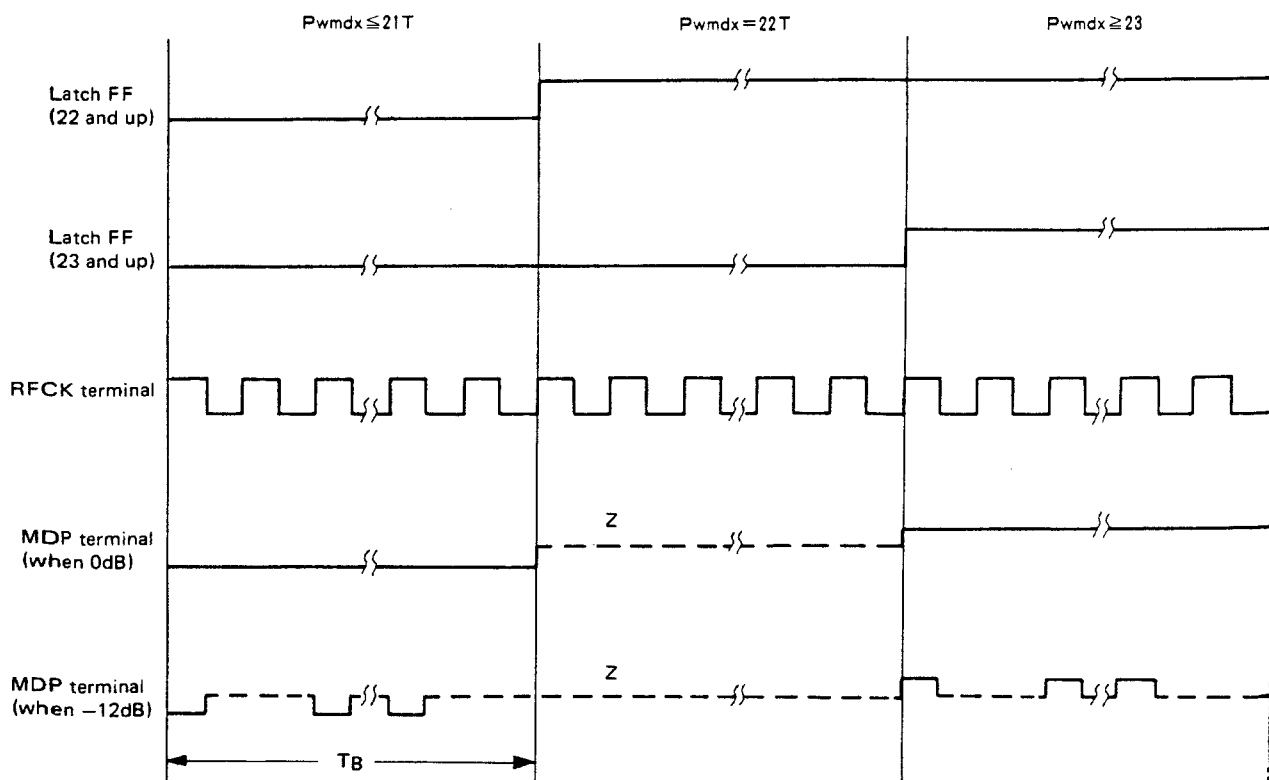 Pwmdx≦21T
Pwmdx=22T
Pwmdx≧23
Latch FF
(22 and up)
Latch FF
(23 and up)
RFCK terminal
MDP terminal
(when 0dB)
Z
MDP terminal
(when −12dB)
Z
TB